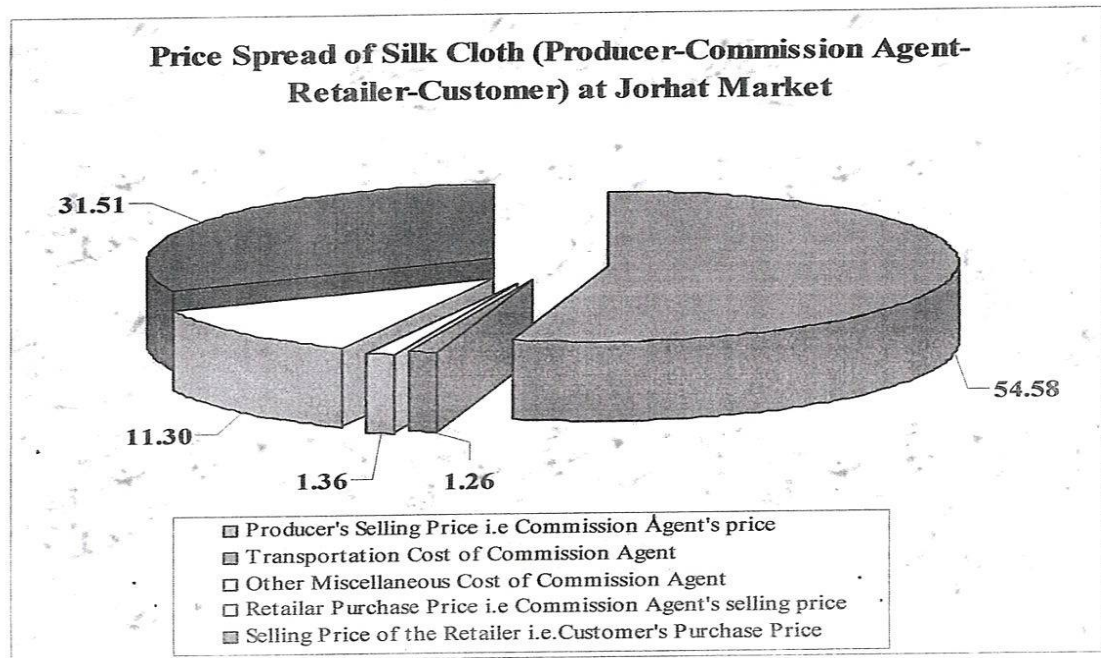 Price Spread of Silk Cloth (Producer-Commission Agent-
Retailer-Customer) at Jorhat Market
31.51
54.58
11.30
1.36
1.26
Producer's Selling Price i.e Commission Agent's price
Transportation Cost of Commission Agent
Other Miscellaneous Cost of Commission Agent
Retailar Purchase Price i.e Commission Agent's selling price
Selling Price of the Retailer i.e.Customer's Purchase Price